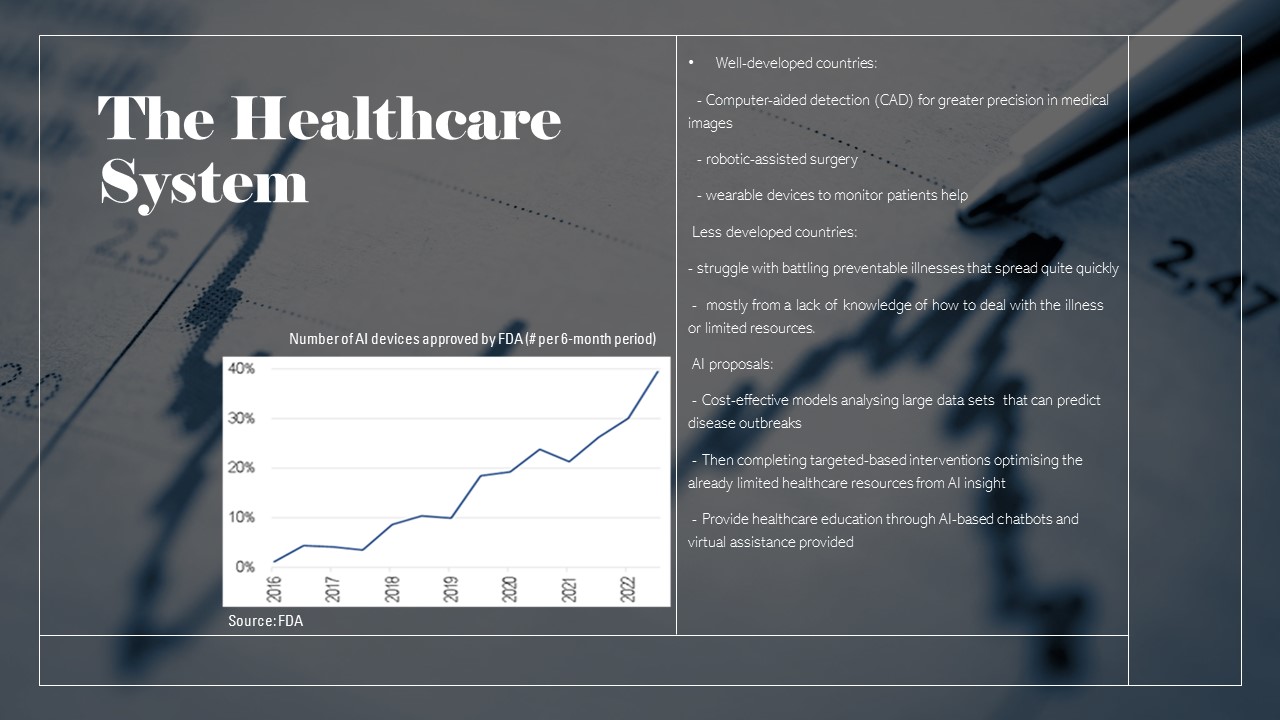 The Healthcare
System
Number of AI devices approved by FDA (# per 6-month period)
40%
30%
20%
10%
0%
2016
2017
2018
2019
2020
2021
2022
Source: FDA
• Well-developed countries:
- Computer-aided detection (CAD) for greater precision in medical
images
- robotic-assisted surgery
- wearable devices to monitor patients help
Less developed countries:
- struggle with battling preventable illnesses that spread quite quickly
- mostly from a lack of knowledge of how to deal with the illness
or limited resources.
AI proposals:
- Cost-effective models analysing large data sets that can predict
disease outbreaks
- Then completing targeted-based interventions optimising the
already limited healthcare resources from AI insight
- Provide healthcare education through AI-based chatbots and
virtual assistance provided
2,5
2,47